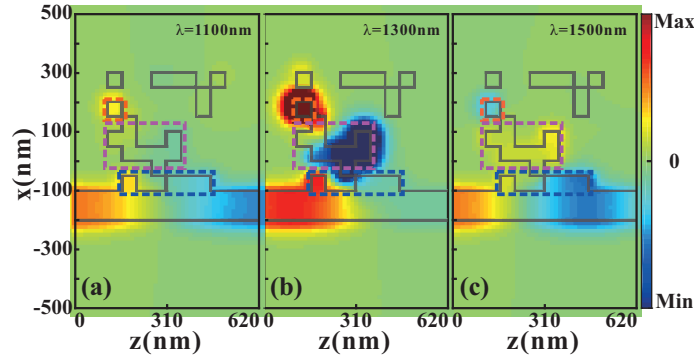 500
300
100
-100
-300
-500
x(nm)
λ=1100nm
λ=1300nm
λ=1500nm
(a)
(b)
(c)
0 310 620
0 310 620
0 310 620
z(nm)
z(nm)
z(nm)
Max
0
Min